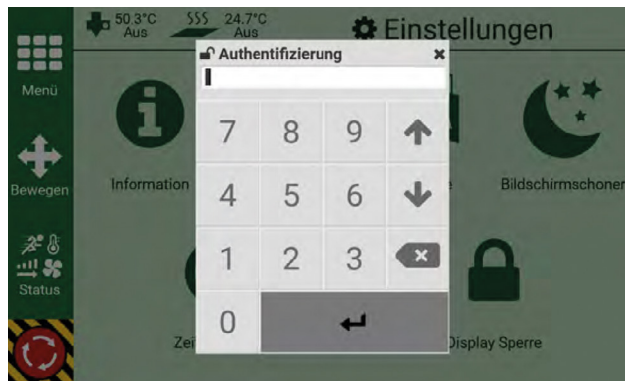 50.3°C
Aus
24.7°C
Aus
Einstellungen
Menü
Bewegen
Status
Authentifizierung
7 8 9
4 5 6
1 2 3
0
Information
Bildschirmschoner
Display Sperre